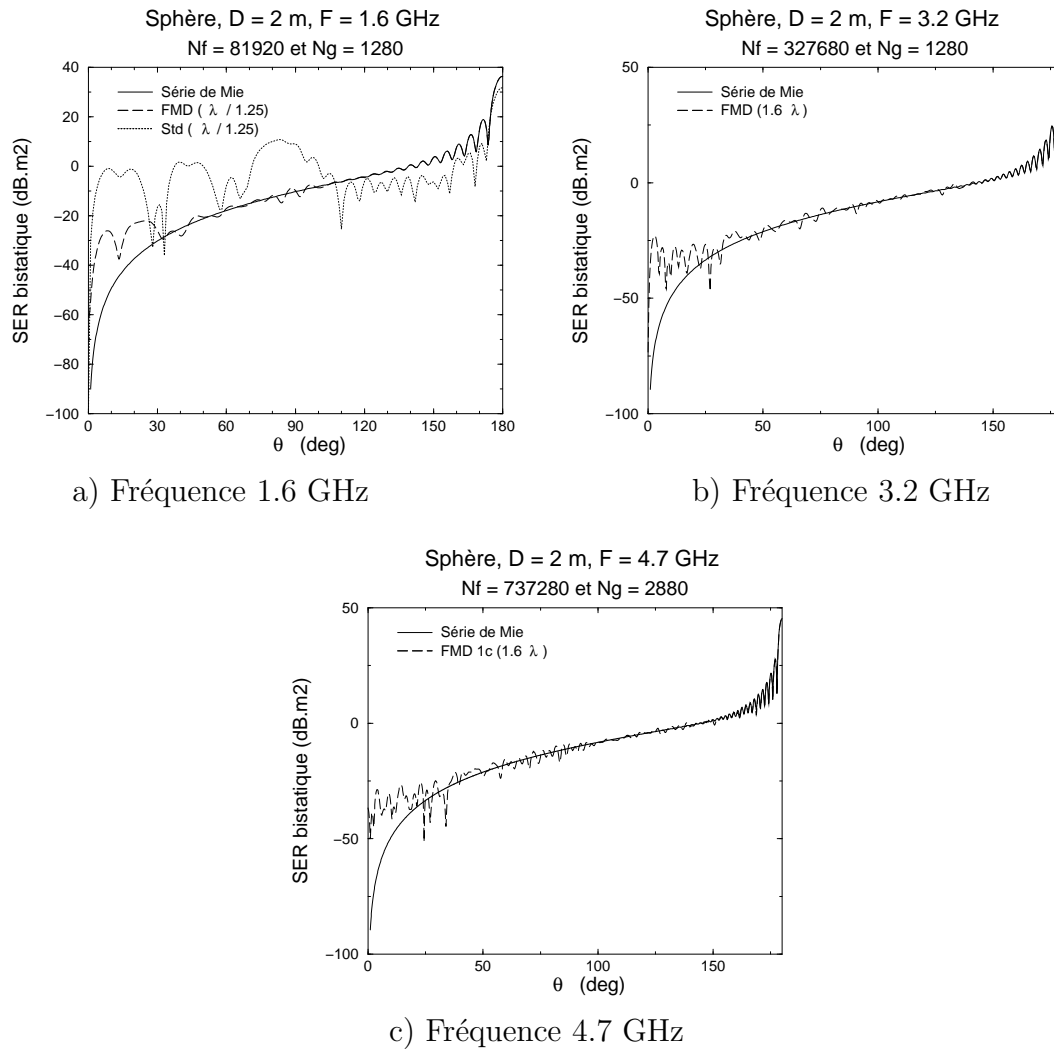 Sphère, D = 2 m, F = 1.6 GHz
Nf = 81920 et Ng = 1280
40
20
0
−20
−40
−60
−80
−100
SER bistatique (dB.m2)
Série de Mie
FMD ( λ / 1.25)
Std ( λ / 1.25)
0
30
60
90
120
150
180
θ (deg)
a) Fréquence 1.6 GHz
Sphère, D = 2 m, F = 3.2 GHz
Nf = 327680 et Ng = 1280
50
0
−50
−100
SER bistatique (dB.m2)
Série de Mie
FMD (1.6 λ )
0
50
100
150
θ (deg)
b) Fréquence 3.2 GHz
Sphère, D = 2 m, F = 4.7 GHz
Nf = 737280 et Ng = 2880
50
0
−50
−100
SER bistatique (dB.m2)
Série de Mie
FMD 1c (1.6 λ )
0
50
100
150
θ (deg)
c) Fréquence 4.7 GHz